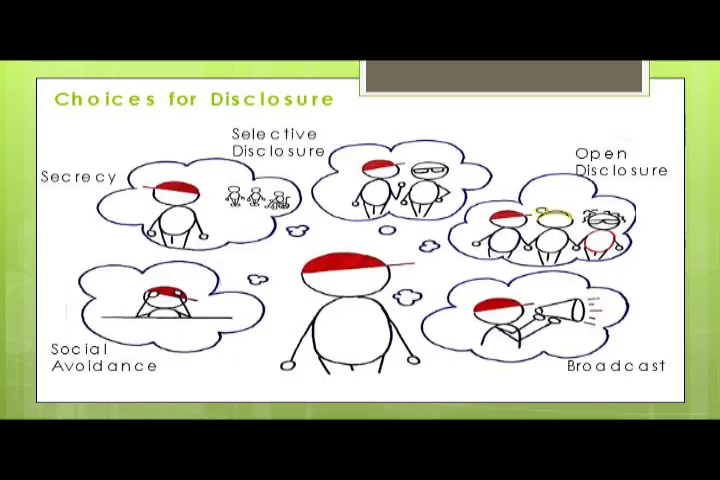 Choices for Disclosure
Selective
Disclosure
Open
Disclosure
Secrecy
Social
Avoidance
Broadcast